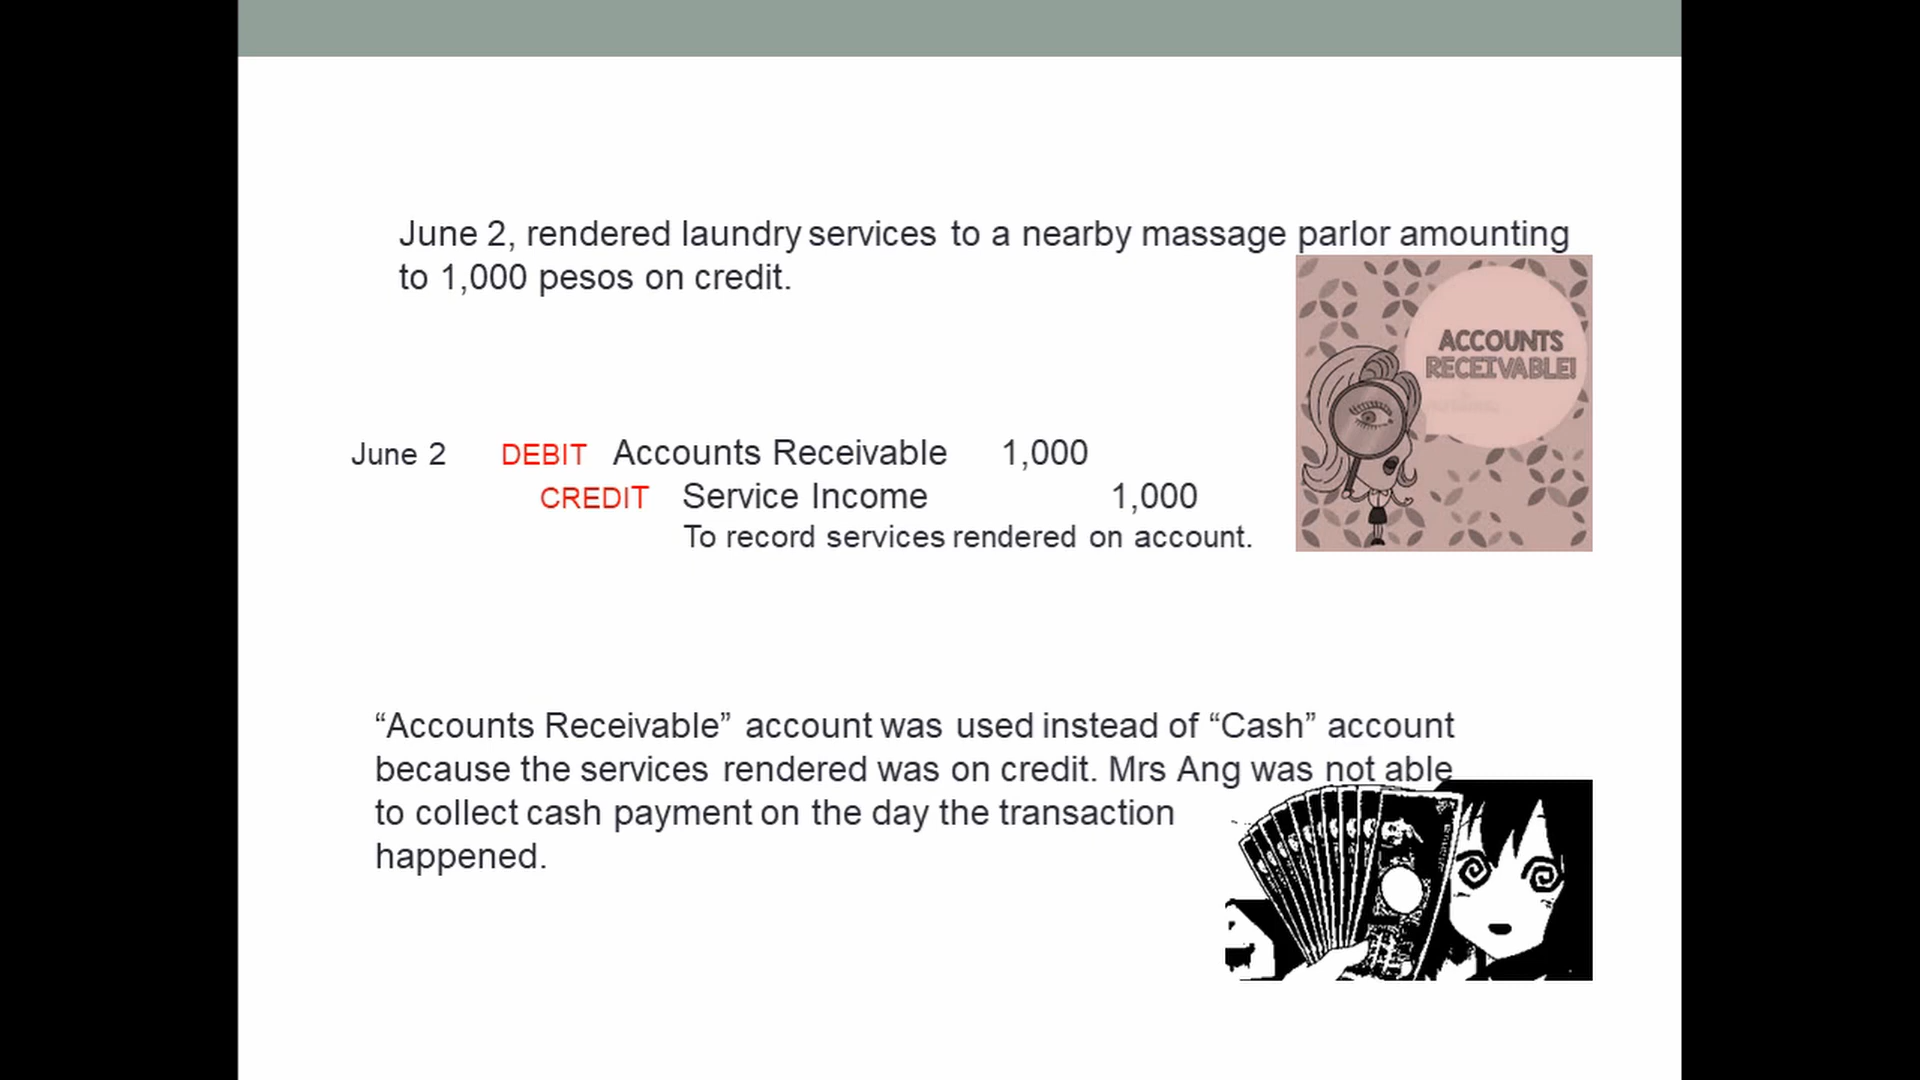 June 2, rendered laundry services to a nearby massage parlor amounting
to 1,000 pesos on credit.
ACCOUNTS
RECEIVABLE!
June 2 DEBIT Accounts Receivable 1,000
CREDIT Service Income 1,000
To record services rendered on account.
“Accounts Receivable” account was used instead of “Cash” account
because the services rendered was on credit. Mrs Ang was not able
to collect cash payment on the day the transaction
happened.